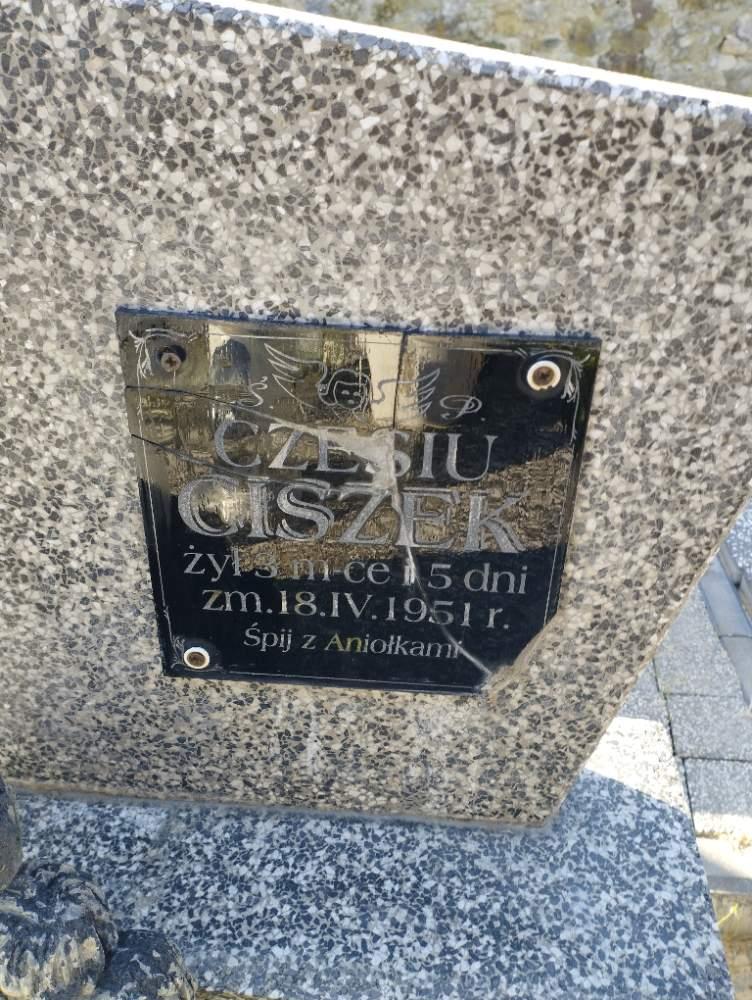 Ś. P.
CZESIU
CISZEK
żył 3 m-ce i 5 dni
zm. 18.IV.1951 r.
Śpij z Aniołkami